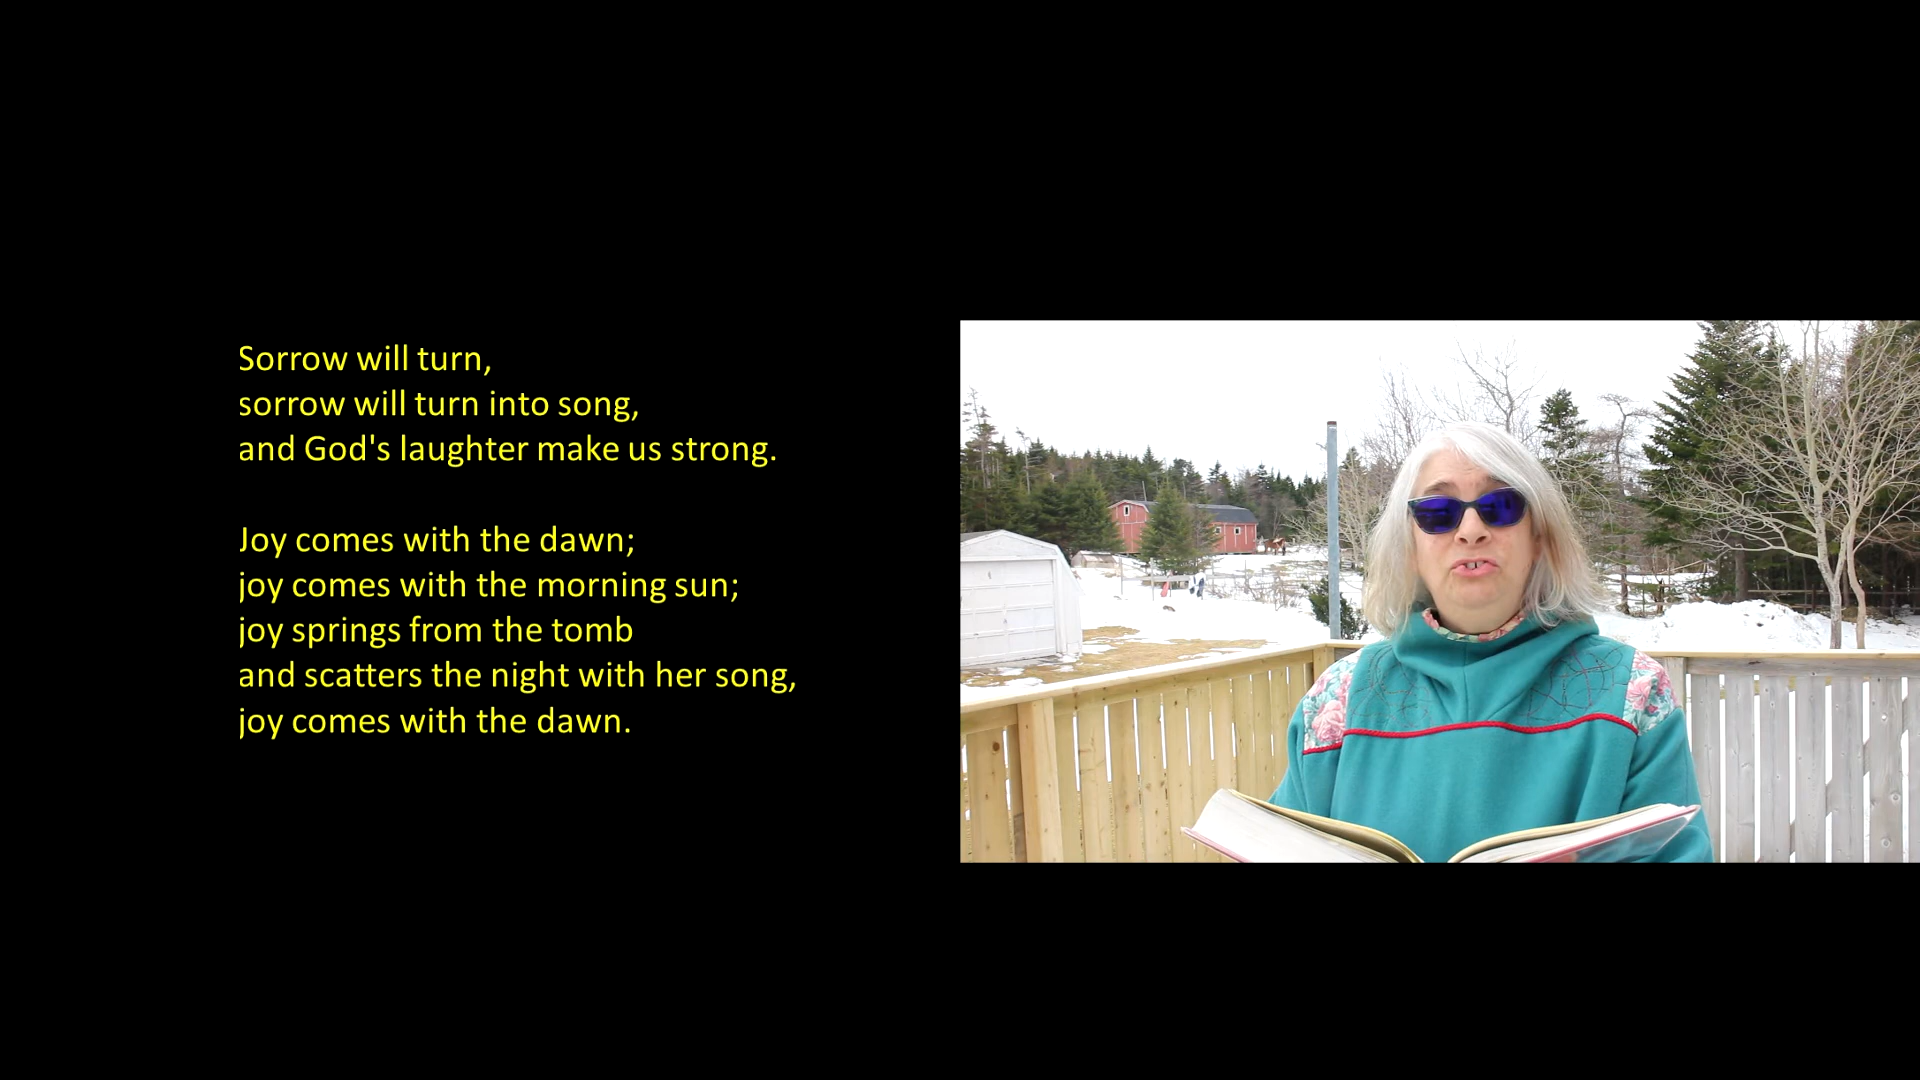 Sorrow will turn,
sorrow will turn into song,
and God's laughter make us strong.
Joy comes with the dawn;
joy comes with the morning sun;
joy springs from the tomb
and scatters the night with her song,
joy comes with the dawn.